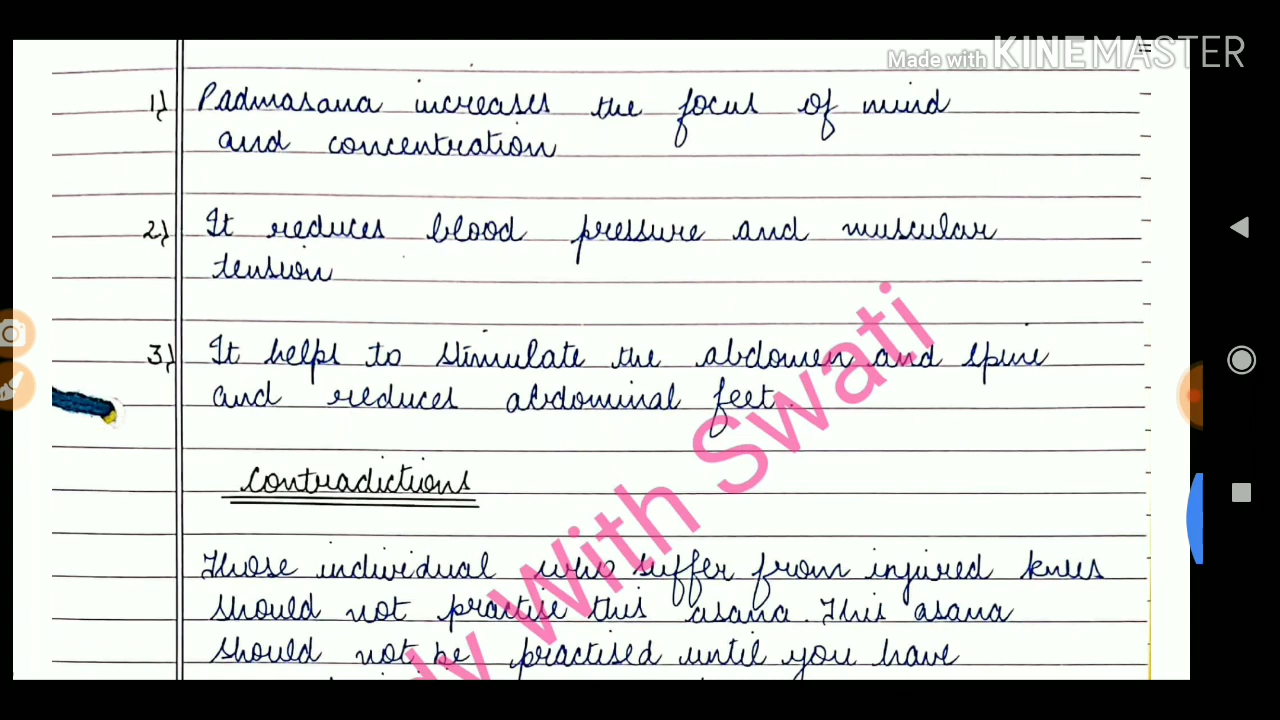 Made with KINEMASTER
1) Padmasana increases the focus of mind
and concentration
2) It reduces blood pressure and muscular
tension
3) It helps to stimulate the abdomen and spine
and reduces abdominal feet.
Contradictions
Those individual who suffer from injured knees
should not practise this asana. This asana
should not be practised until you have
dy With Swati